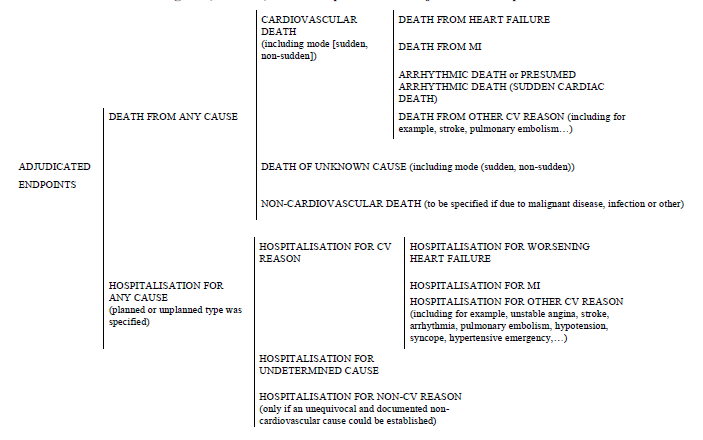 CARDIOVASCULAR
DEATH
(including mode [sudden,
non-sudden])
DEATH FROM HEART FAILURE
DEATH FROM MI
ARRHYTHMIC DEATH or PRESUMED
ARRHYTHMIC DEATH (SUDDEN CARDIAC
DEATH)
DEATH FROM ANY CAUSE
DEATH FROM OTHER CV REASON (including for
example, stroke, pulmonary embolism…)
ADJUDICATED
ENDPOINTS
DEATH OF UNKNOWN CAUSE (including mode (sudden, non-sudden))
NON-CARDIOVASCULAR DEATH (to be specified if due to malignant disease, infection or other)
HOSPITALISATION FOR CV
REASON
HOSPITALISATION FOR WORSENING
HEART FAILURE
HOSPITALISATION FOR
ANY CAUSE
(planned or unplanned type was
specified)
HOSPITALISATION FOR MI
HOSPITALISATION FOR OTHER CV REASON
(including for example, unstable angina, stroke,
arrhythmia, pulmonary embolism, hypotension,
syncope, hypertensive emergency,…)
HOSPITALISATION FOR
UNDETERMINED CAUSE
HOSPITALISATION FOR NON-CV REASON
(only if an unequivocal and documented non-
cardiovascular cause could be established)